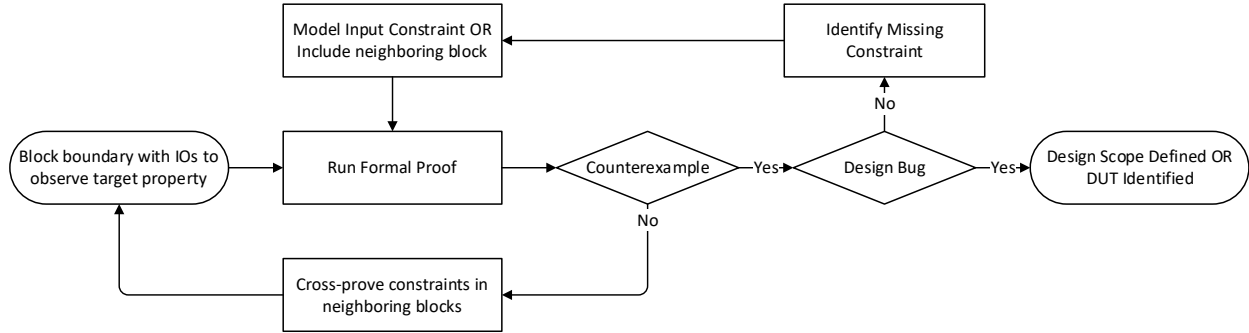 Model Input Constraint OR
Include neighboring block
Identify Missing
Constraint
No
Block boundary with IOs to
observe target property
Run Formal Proof
Counterexample
Yes
Design Bug
Yes
Design Scope Defined OR
DUT Identified
No
Cross-prove constraints in
neighboring blocks